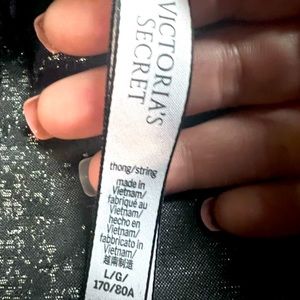 VICTORIA'S
SECRET
thong/string
made in
Vietnam/
fabriqué au
Vietnam/
hecho en
Vietnam/
fabbricato in
Vietnam/
越南制造
L/G/
170/80A